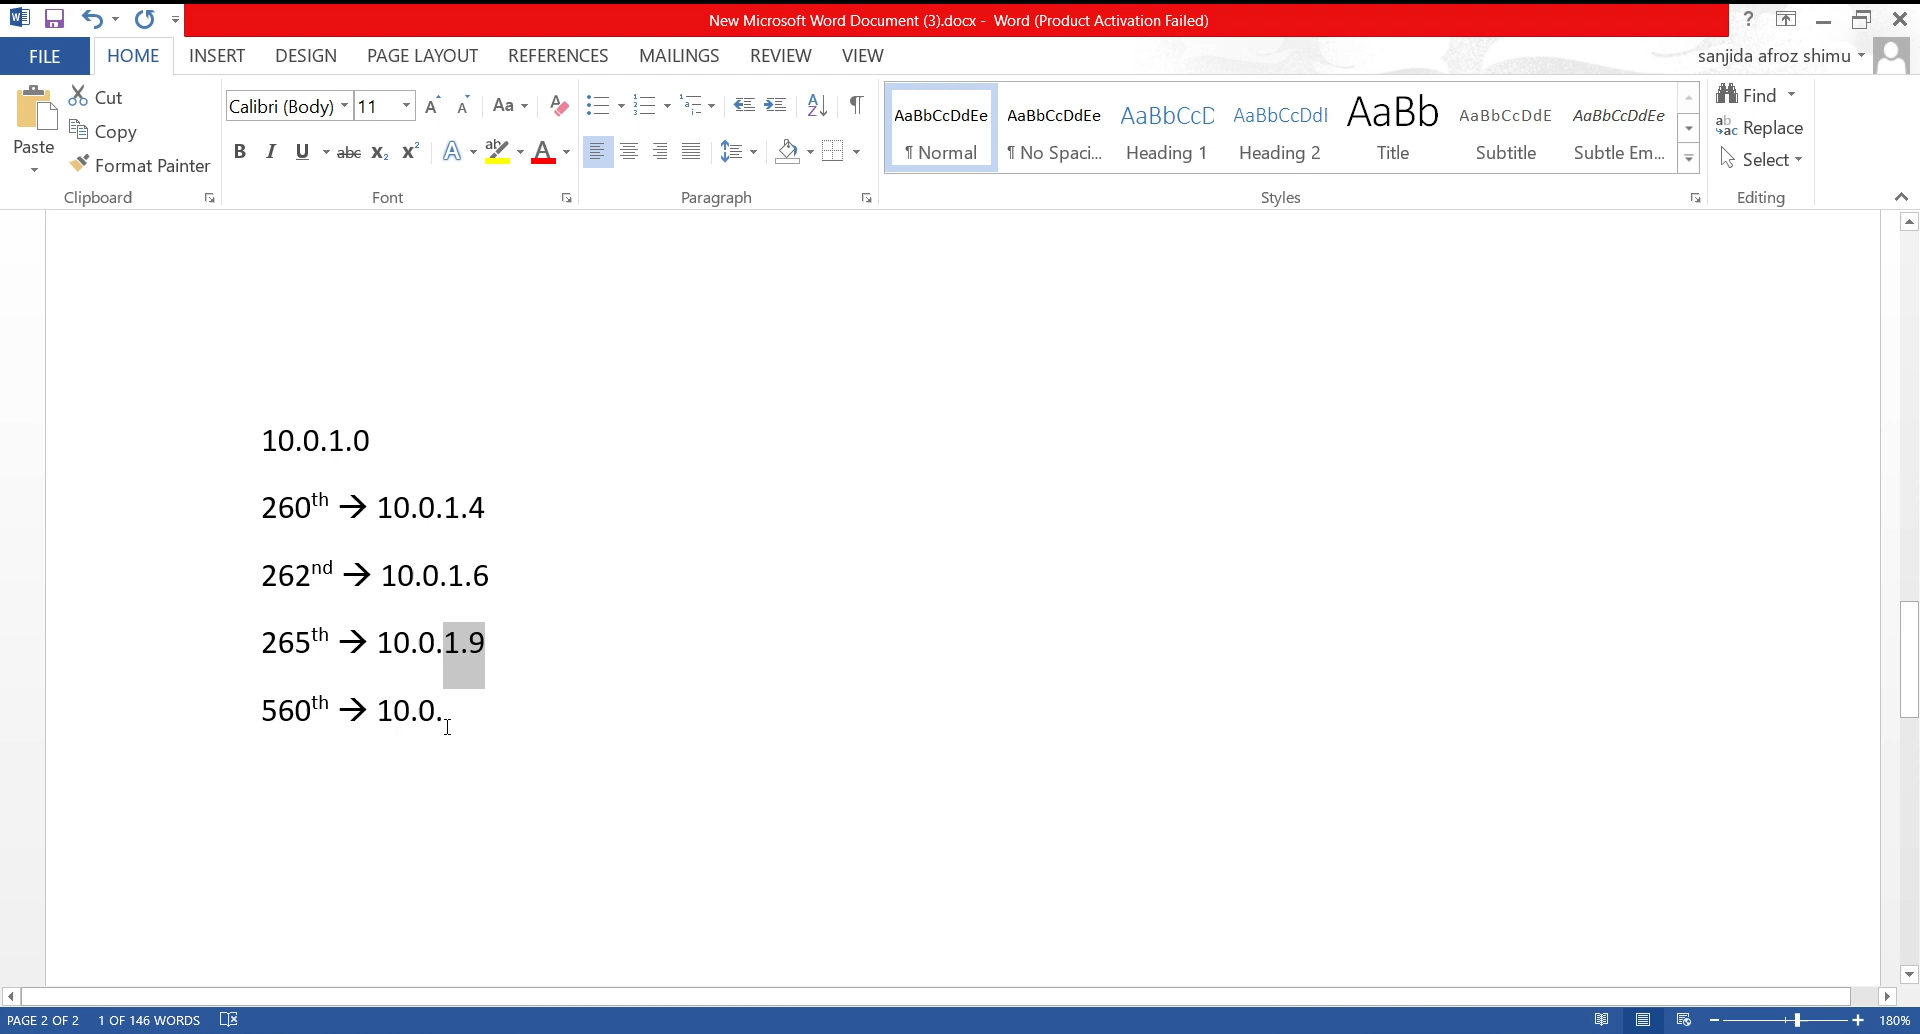 New Microsoft Word Document (3).docx - Word (Product Activation Failed)
?
FILE HOME INSERT DESIGN PAGE LAYOUT REFERENCES MAILINGS REVIEW VIEW
sanjida afroz shimu
Paste
Cut
Copy
Format Painter
Clipboard
Calibri (Body) 11
Font
Paragraph
AaBbCcDdEe AaBbCcDdEe AaBbCcD AaBbCcDdI AaBb AaBbCcDdE AaBbCcDdEe
¶ Normal ¶ No Spaci... Heading 1 Heading 2 Title Subtitle Subtle Em...
Styles
Find
Replace
Select
Editing
10.0.1.0
260th → 10.0.1.4
262nd → 10.0.1.6
265th → 10.0.1.9
560th → 10.0.
PAGE 2 OF 2 1 OF 146 WORDS
180%